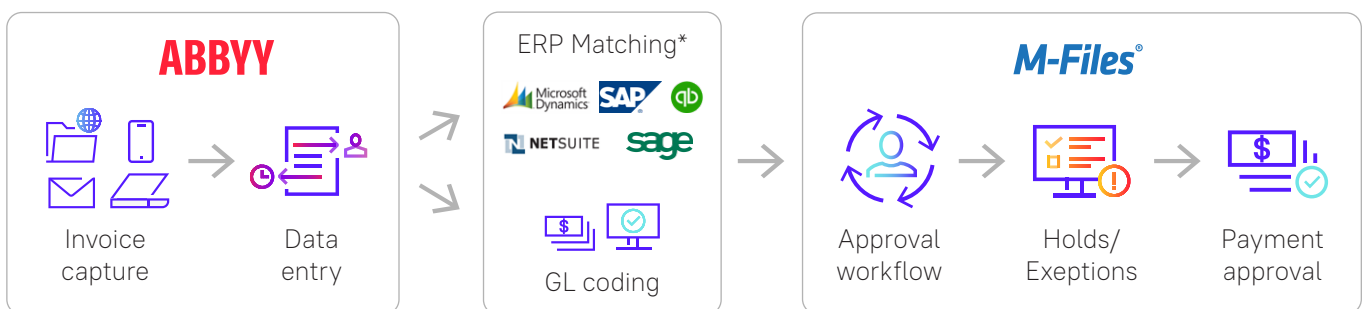 ABBYY
Invoice
capture
Data
entry
ERP Matching*
Microsoft
Dynamics
SAP®
qb
N NETSUITE
sage
$
GL coding
M-Files®
Approval
workflow
!
Holds/
Exeptions
$
Payment
approval